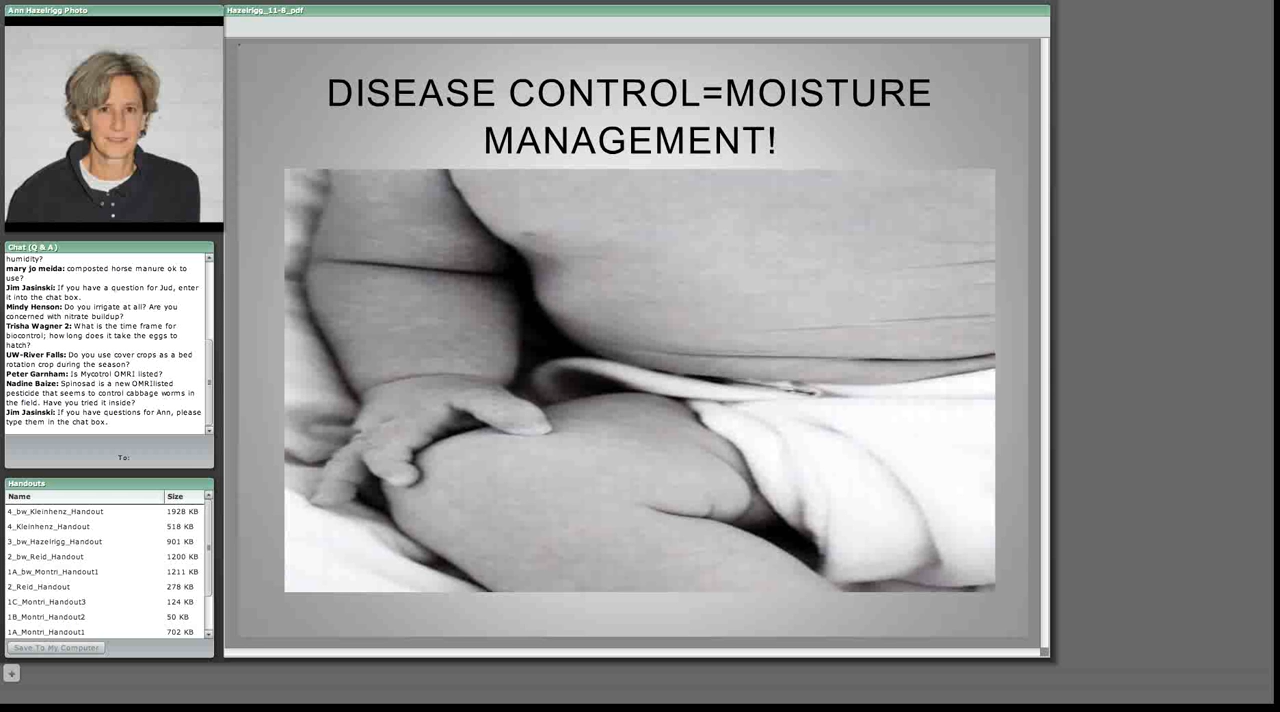 Ann Hazelrigg Photo
Hazelrigg_11-8_pdf
DISEASE CONTROL=MOISTURE
MANAGEMENT!
Chat (Q & A)
humidity?
mary jo meida: composted horse manure ok to
use?
Jim Jasinski: If you have a question for Jud, enter
it into the chat box.
Mindy Henson: Do you irrigate at all? Are you
concerned with nitrate buildup?
Trisha Wagner 2: What is the time frame for
biocontrol; how long does it take the eggs to
hatch?
UW-River Falls: Do you use cover crops as a bed
rotation crop during the season?
Peter Garnham: Is Mycotrol OMRI listed?
Nadine Baize: Spinosad is a new OMRIlisted
pesticide that seems to control cabbage worms in
the field. Have you tried it inside?
Jim Jasinski: If you have questions for Ann, please
type them in the chat box.
To:
Handouts
Name Size
4_bw_Kleinhenz_Handout 1928 KB
4_Kleinhenz_Handout 518 KB
3_bw_Hazelrigg_Handout 901 KB
2_bw_Reid_Handout 1200 KB
1A_bw_Montri_Handout1 1211 KB
2_Reid_Handout 278 KB
1C_Montri_Handout3 124 KB
1B_Montri_Handout2 50 KB
1A_Montri_Handout1 702 KB
Save To My Computer